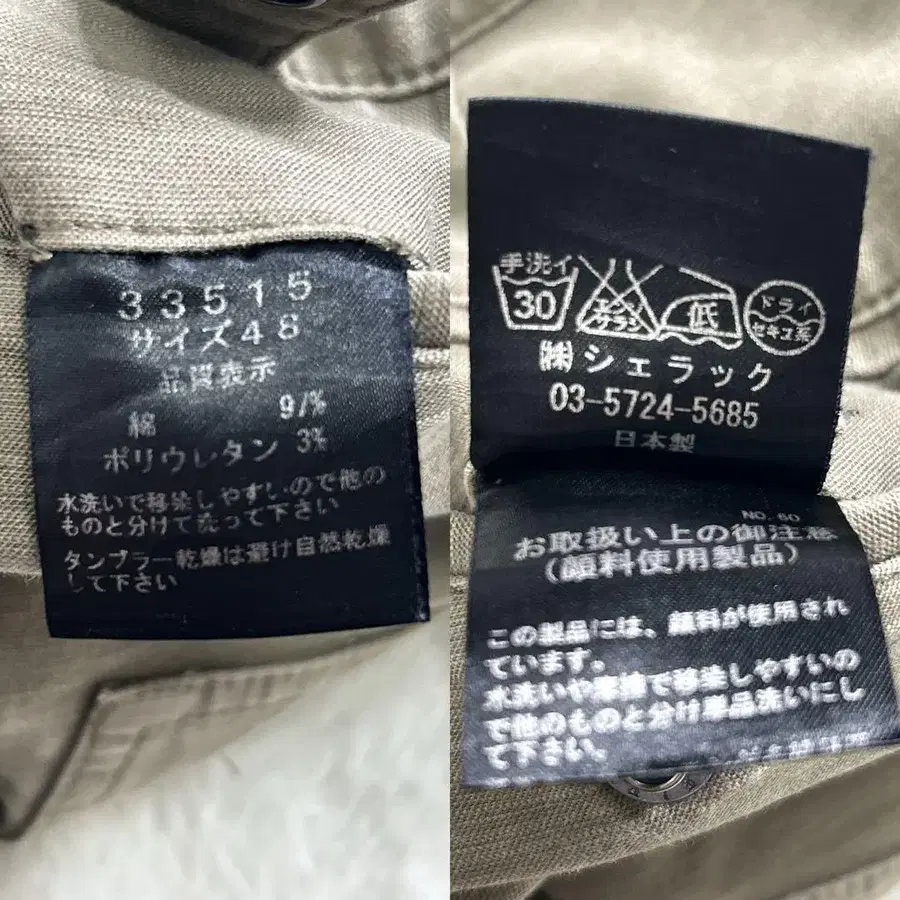 33515
サイズ48
品質表示
綿 97%
ポリウレタン 3%
水洗いで移染しやすいので他の
ものと分けて洗って下さい
タンブラー乾燥は避け自然乾燥
して下さい
手洗イ
30
エンソ
サラシ
低
ドライ
セキユ系
㈱シェラック
03-5724-5685
日本製
NO. 60
お取扱い上の御注意
(顔料使用製品)
この製品には、顔料が使用され
ています。
水洗いや摩擦で移染しやすいの
で他のものと分け単品洗いにし
て下さい。